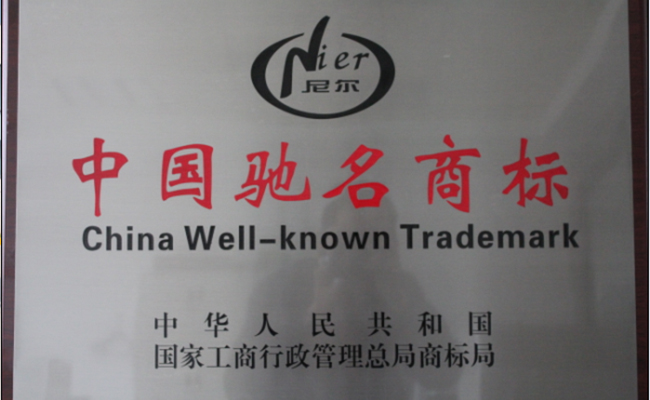 Nier
尼尔
中国驰名商标
China Well-known Trademark
中华人民共和国
国家工商行政管理总局商标局